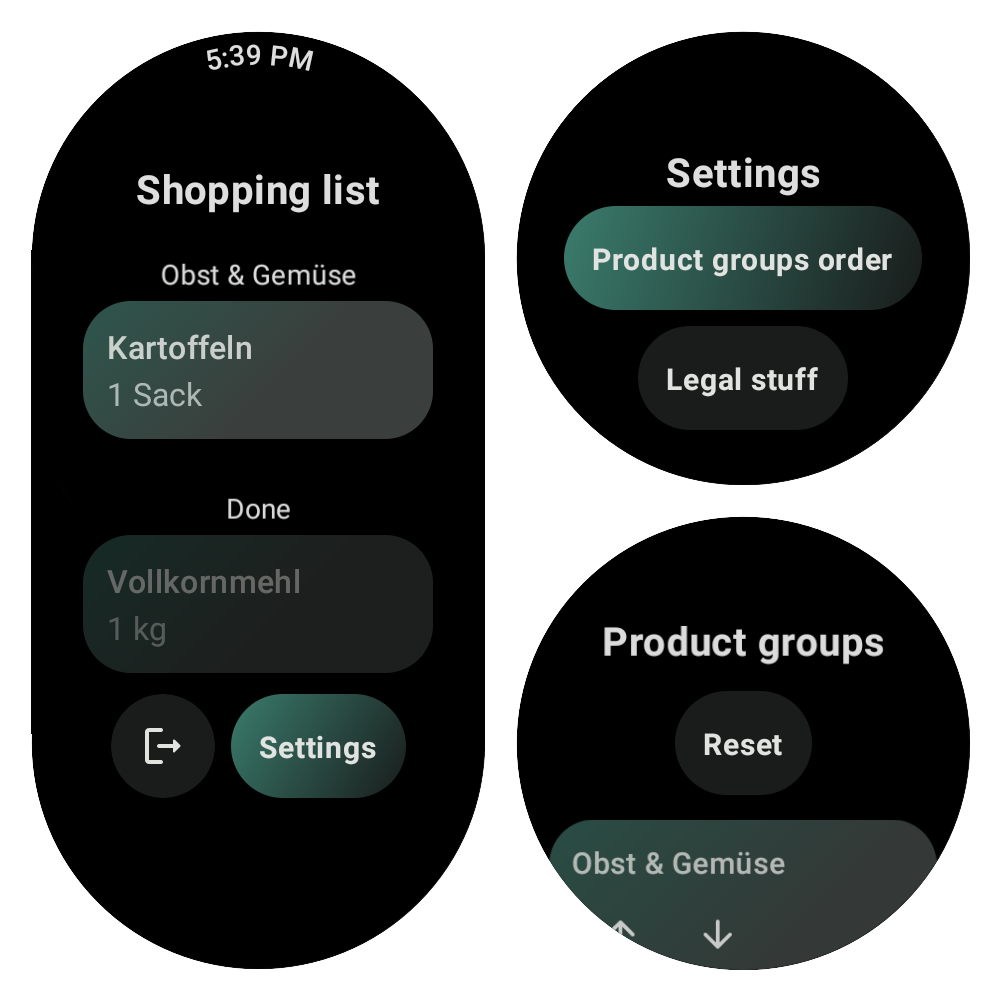 5:39 PM
Shopping list
Obst & Gemüse
Kartoffeln
1 Sack
Done
Vollkornmehl
1 kg
Settings
Settings
Product groups order
Legal stuff
Product groups
Reset
Obst & Gemüse